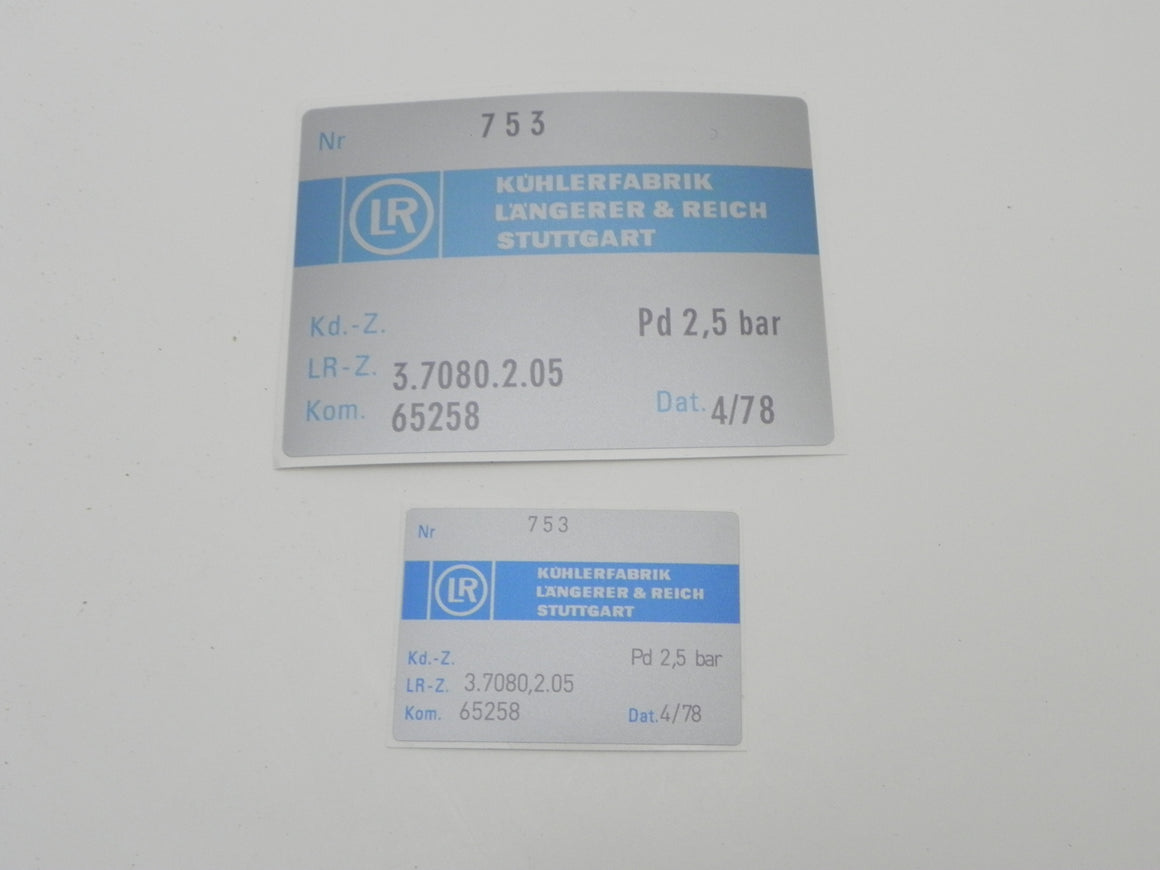 Nr 753
LR
KÜHLERFABRIK
LÄNGERER & REICH
STUTTGART
Kd.-Z. Pd 2,5 bar
LR-Z. 3.7080.2.05
Kom. 65258 Dat. 4/78
Nr 753
LR
KÜHLERFABRIK
LÄNGERER & REICH
STUTTGART
Kd.-Z. Pd 2,5 bar
LR-Z. 3.7080,2.05
Kom. 65258 Dat. 4/78